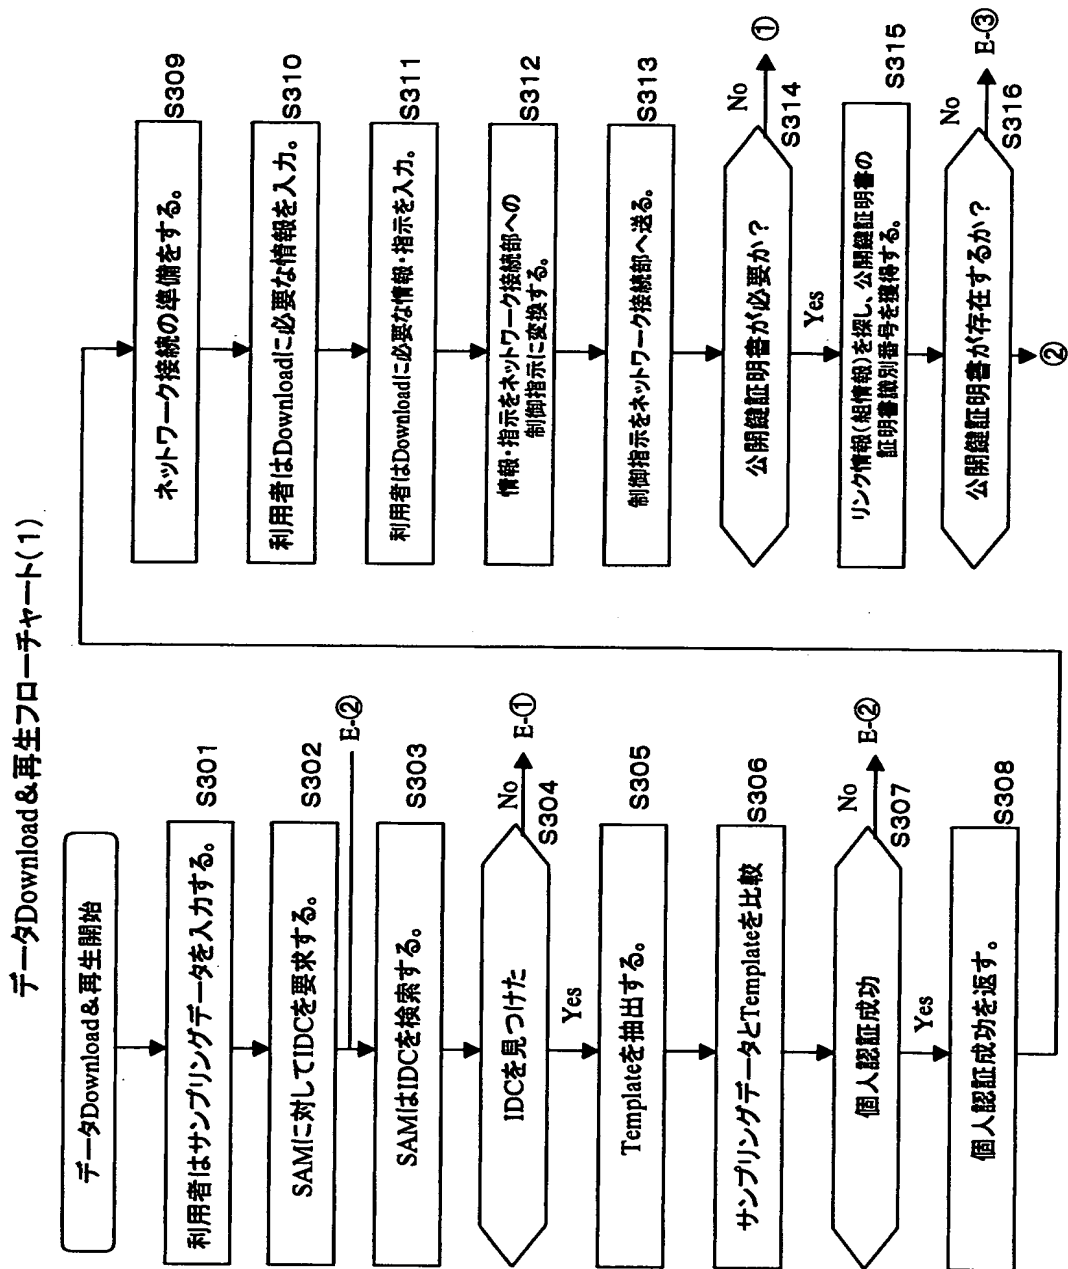 データDownload&再生フローチャート(1)
データDownload&再生開始
利用者はサンプリングデータを入力する。
S301
SAMに対してIDCを要求する。
S302
E-②
SAMはIDCを検索する。
S303
IDCを見つけた
No
E-①
S304
Yes
Templateを抽出する。
S305
サンプリングデータとTemplateを比較
S306
個人認証成功
No
E-②
S307
Yes
個人認証成功を返す。
S308
ネットワーク接続の準備をする。
S309
利用者はDownloadに必要な情報を入力。
S310
利用者はDownloadに必要な情報・指示を入力。
S311
情報・指示をネットワーク接続部への
制御指示に変換する。
S312
制御指示をネットワーク接続部へ送る。
S313
公開鍵証明書が必要か?
No
①
S314
Yes
リンク情報(組情報)を探し、公開鍵証明書の
証明書識別番号を獲得する。
S315
公開鍵証明書が存在するか?
No
E-③
S316
②